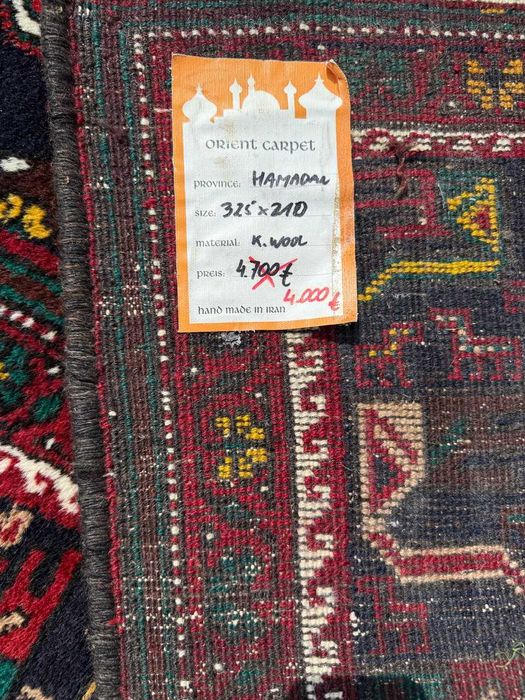 ORIENT CARPET
PROVINCE: HAMADAN
SIZE: 325 x 210
MATERIAL: K. WOOL
PREIS: 4.700 €
4.000 €
HAND MADE IN IRAN